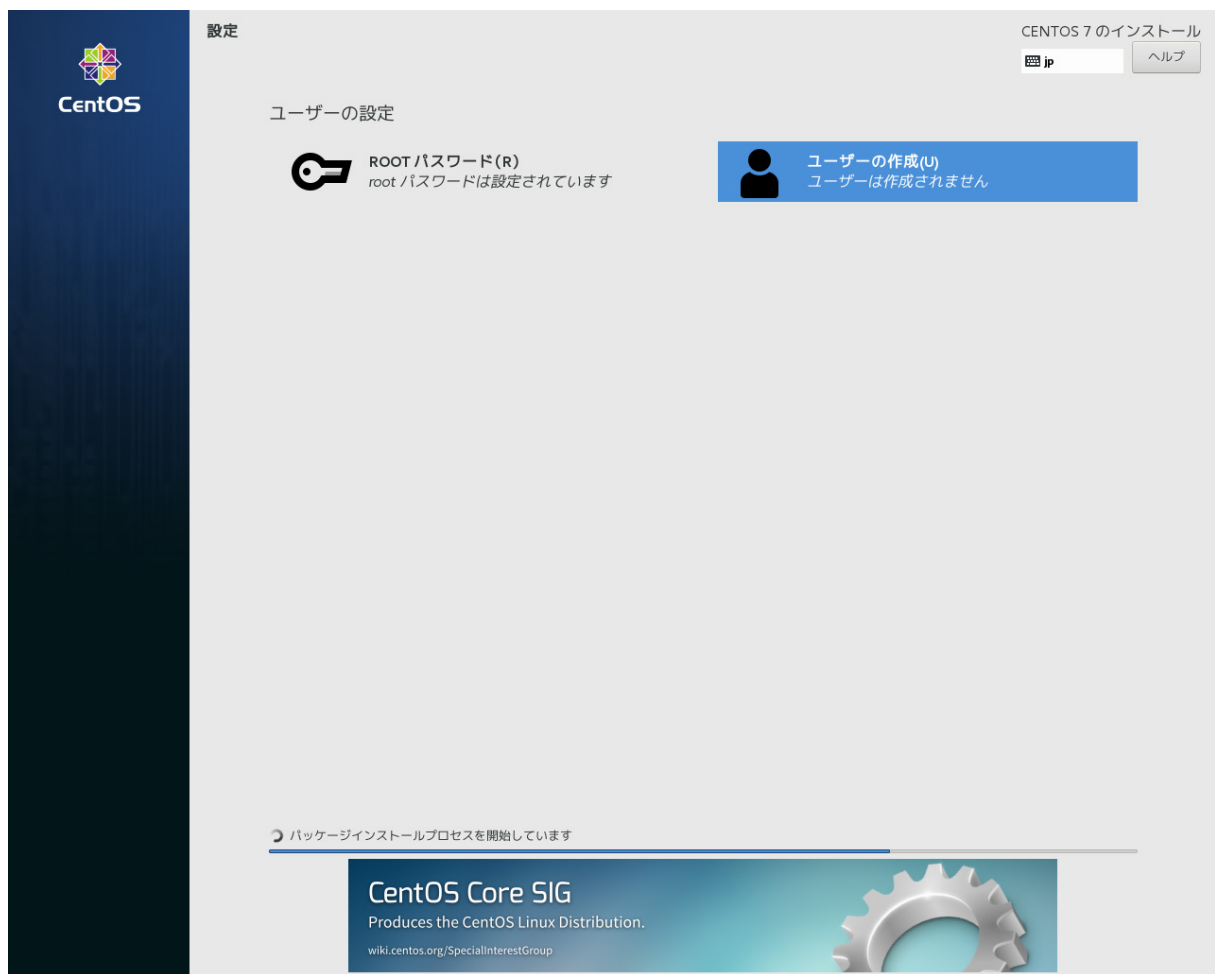 設定
CENTOS 7 のインストール
jp
ヘルプ
CentOS
ユーザーの設定
ROOT パスワード(R)
root パスワードは設定されています
ユーザーの作成(U)
ユーザーは作成されません
パッケージインストールプロセスを開始しています
CentOS Core SIG
Produces the CentOS Linux Distribution.
wiki.centos.org/SpecialInterestGroup